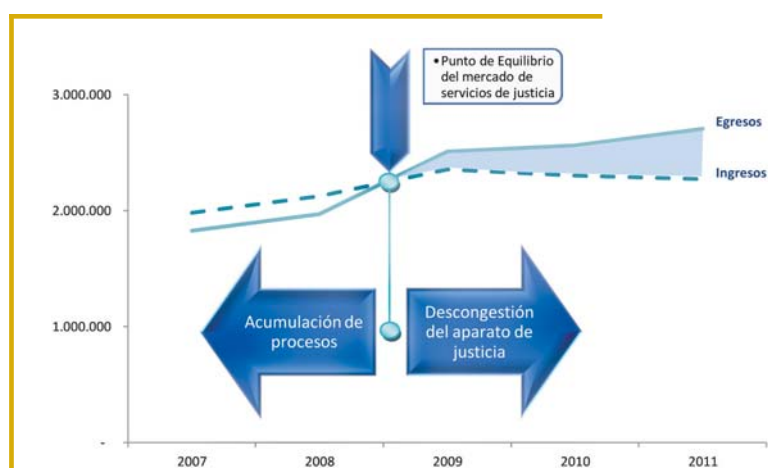 • Punto de Equilibrio
del mercado de
servicios de justicia
3.000.000
Egresos
Ingresos
2.000.000
Acumulación de
procesos
Descongestión
del aparato de
justicia
1.000.000
-
2007 2008 2009 2010 2011